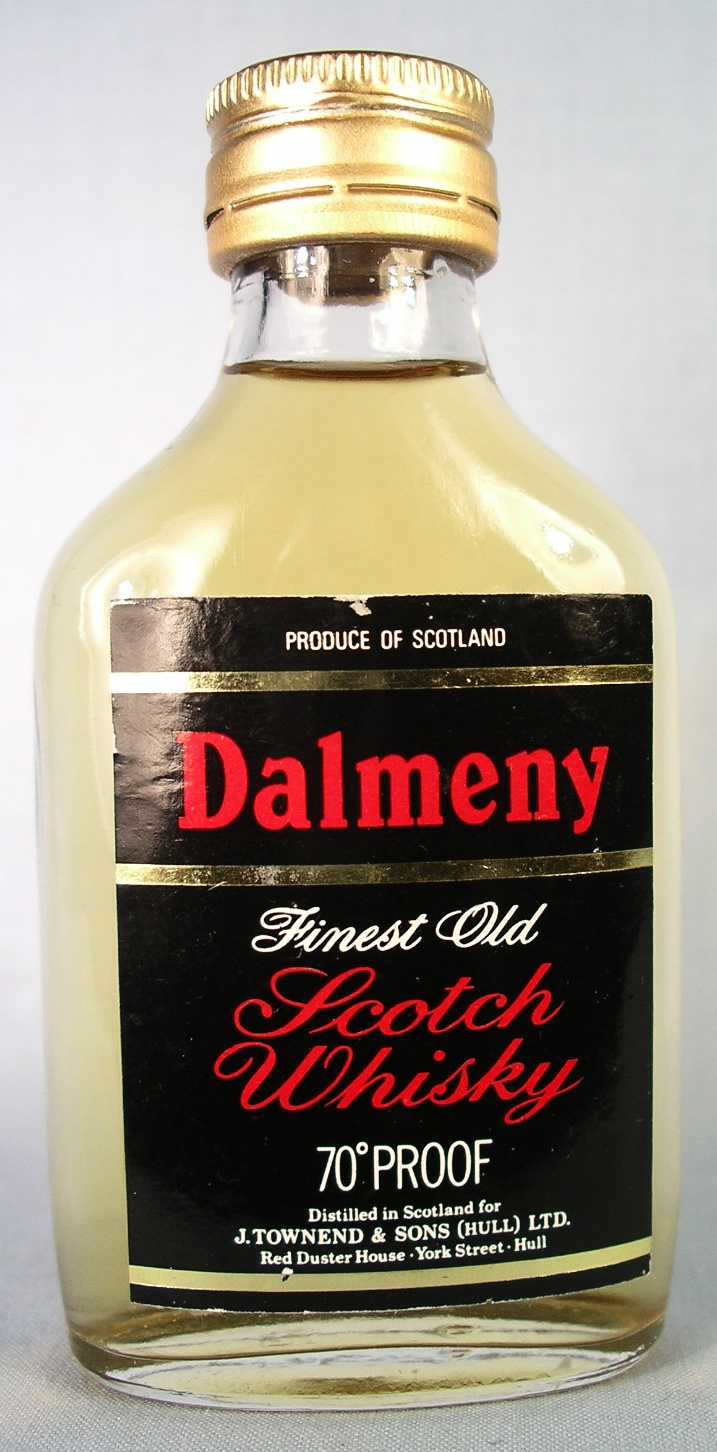 PRODUCE OF SCOTLAND
Dalmeny
Finest Old
Scotch
Whisky
70° PROOF
Distilled in Scotland for
J. TOWNEND & SONS (HULL) LTD.
Red Duster House · York Street · Hull